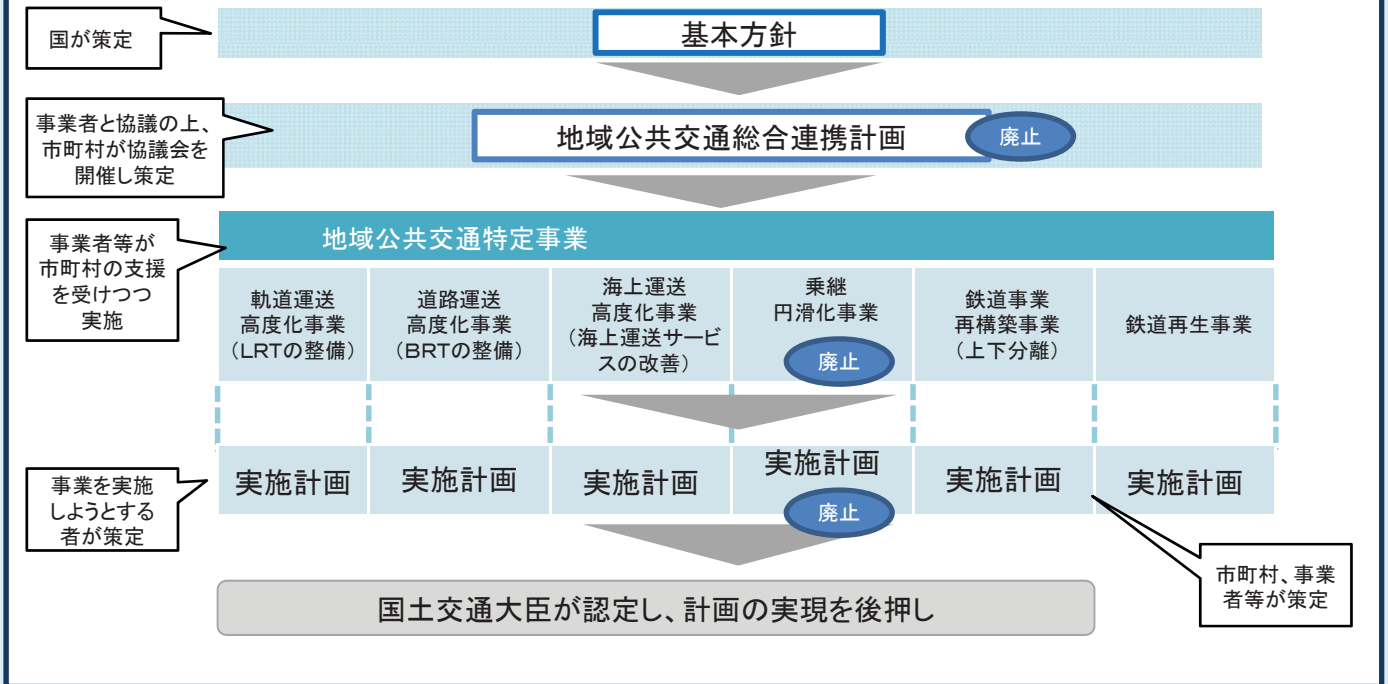 国が策定
基本方針
事業者と協議の上、
市町村が協議会を
開催し策定
地域公共交通総合連携計画
廃止
事業者等が
市町村の支援
を受けつつ
実施
地域公共交通特定事業
軌道運送
高度化事業
（LRTの整備）
道路運送
高度化事業
（BRTの整備）
海上運送
高度化事業
（海上運送サービ
スの改善）
乗継
円滑化事業
廃止
鉄道事業
再構築事業
（上下分離）
鉄道再生事業
事業を実施
しようとする
者が策定
実施計画
実施計画
実施計画
実施計画
廃止
実施計画
実施計画
市町村、事業
者等が策定
国土交通大臣が認定し、計画の実現を後押し